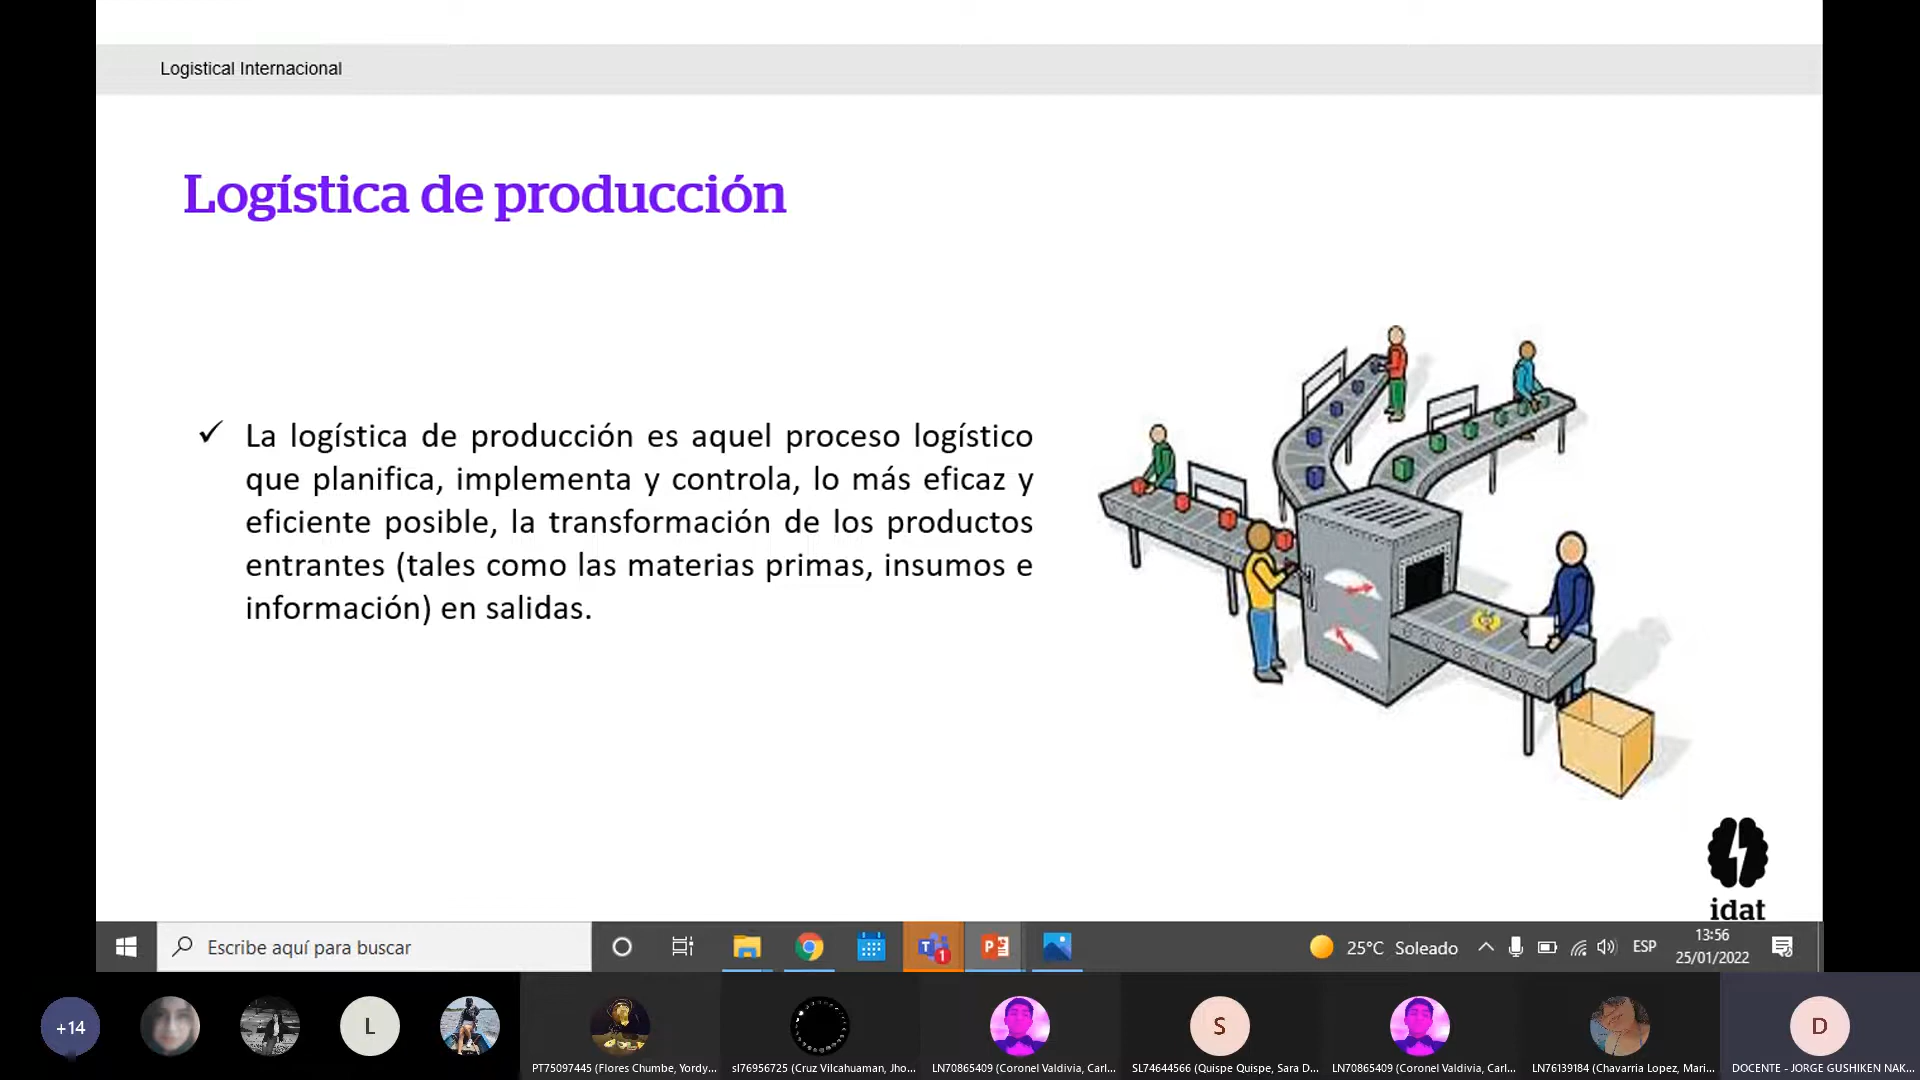 Logistical Internacional
Logística de producción
✓ La logística de producción es aquel proceso logístico
que planifica, implementa y controla, lo más eficaz y
eficiente posible, la transformación de los productos
entrantes (tales como las materias primas, insumos e
información) en salidas.
idat
Escribe aquí para buscar
1
25°C Soleado
ESP
13:56
25/01/2022
+14
L
S
D
PT75097445 (Flores Chumbe, Yordy...
sl76956725 (Cruz Vilcahuaman, Jho...
LN70865409 (Coronel Valdivia, Carl...
SL74644566 (Quispe Quispe, Sara D...
LN70865409 (Coronel Valdivia, Carl...
LN76139184 (Chavarria Lopez, Mari...
DOCENTE - JORGE GUSHIKEN NAK...